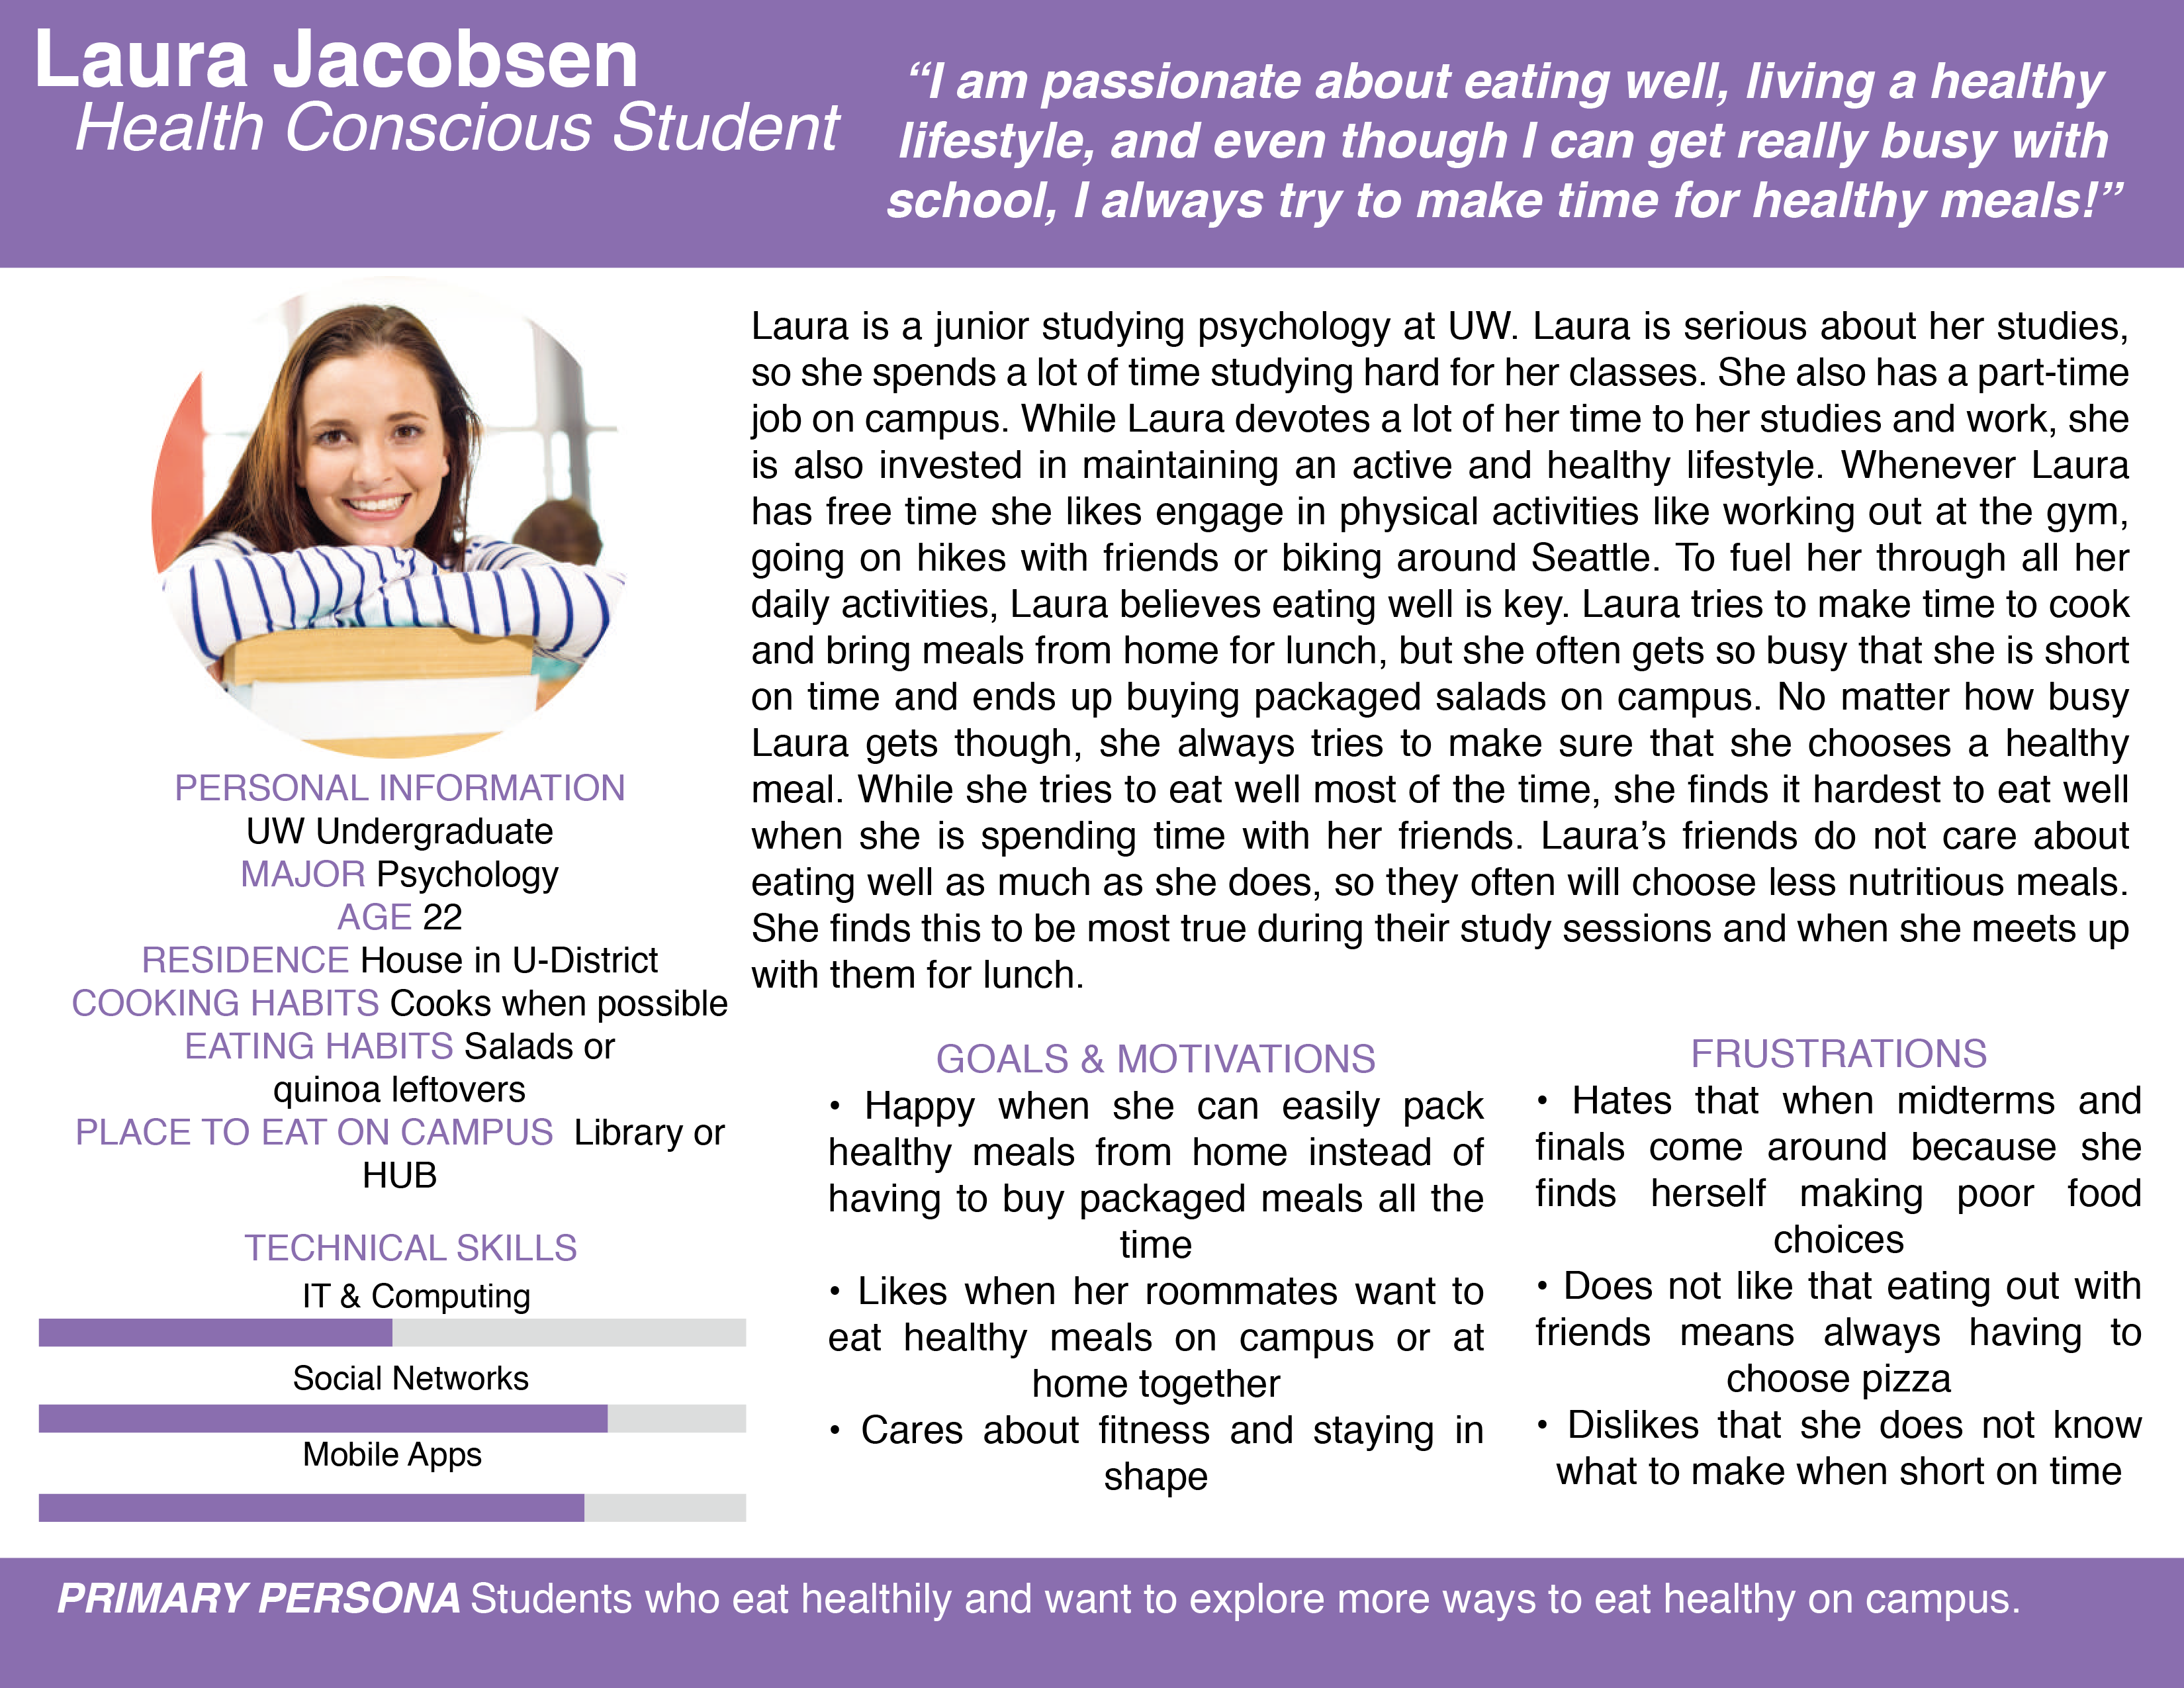 Laura Jacobsen
Health Conscious Student
“I am passionate about eating well, living a healthy
lifestyle, and even though I can get really busy with
school, I always try to make time for healthy meals!”
PERSONAL INFORMATION
UW Undergraduate
MAJOR Psychology
AGE 22
RESIDENCE House in U-District
COOKING HABITS Cooks when possible
EATING HABITS Salads or
quinoa leftovers
PLACE TO EAT ON CAMPUS Library or
HUB
TECHNICAL SKILLS
IT & Computing
Social Networks
Mobile Apps
Laura is a junior studying psychology at UW. Laura is serious about her studies,
so she spends a lot of time studying hard for her classes. She also has a part-time
job on campus. While Laura devotes a lot of her time to her studies and work, she
is also invested in maintaining an active and healthy lifestyle. Whenever Laura
has free time she likes engage in physical activities like working out at the gym,
going on hikes with friends or biking around Seattle. To fuel her through all her
daily activities, Laura believes eating well is key. Laura tries to make time to cook
and bring meals from home for lunch, but she often gets so busy that she is short
on time and ends up buying packaged salads on campus. No matter how busy
Laura gets though, she always tries to make sure that she chooses a healthy
meal. While she tries to eat well most of the time, she finds it hardest to eat well
when she is spending time with her friends. Laura’s friends do not care about
eating well as much as she does, so they often will choose less nutritious meals.
She finds this to be most true during their study sessions and when she meets up
with them for lunch.
GOALS & MOTIVATIONS
• Happy when she can easily pack
healthy meals from home instead of
having to buy packaged meals all the
time
• Likes when her roommates want to
eat healthy meals on campus or at
home together
• Cares about fitness and staying in
shape
FRUSTRATIONS
• Hates that when midterms and
finals come around because she
finds herself making poor food
choices
• Does not like that eating out with
friends means always having to
choose pizza
• Dislikes that she does not know
what to make when short on time
PRIMARY PERSONA Students who eat healthily and want to explore more ways to eat healthy on campus.